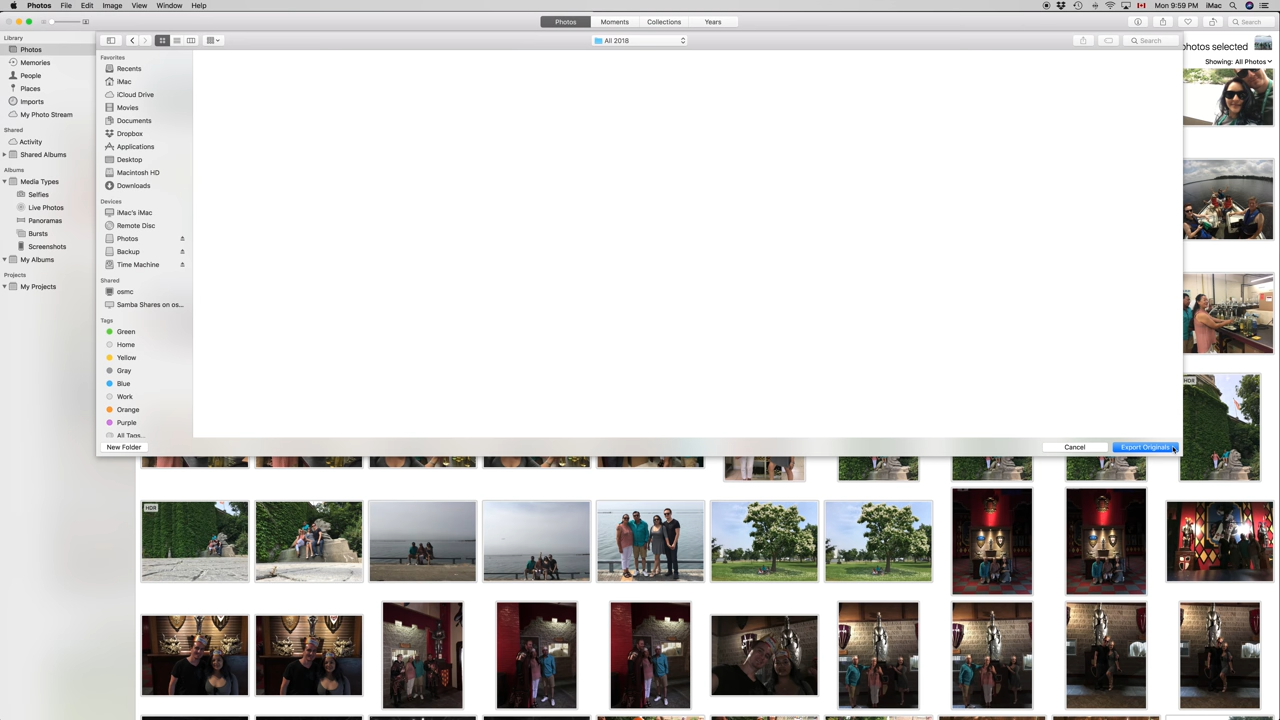 Photos File Edit Image View Window Help Mon 9:59 PM iMac
Photos Moments Collections Years Search
Library
Photos
Memories
People
Places
Imports
My Photo Stream
Shared
Activity
Shared Albums
Albums
Media Types
Selfies
Live Photos
Panoramas
Bursts
Screenshots
My Albums
Projects
My Projects
All 2018 Search
Favorites
Recents
iMac
iCloud Drive
Movies
Documents
Dropbox
Applications
Desktop
Macintosh HD
Downloads
Devices
iMac's iMac
Remote Disc
Photos
Backup
Time Machine
Shared
osmc
Samba Shares on os...
Tags
Green
Home
Yellow
Gray
Blue
Work
Orange
Purple
All Tags...
New Folder Cancel Export Originals
photos selected
Showing: All Photos
HDR
HDR